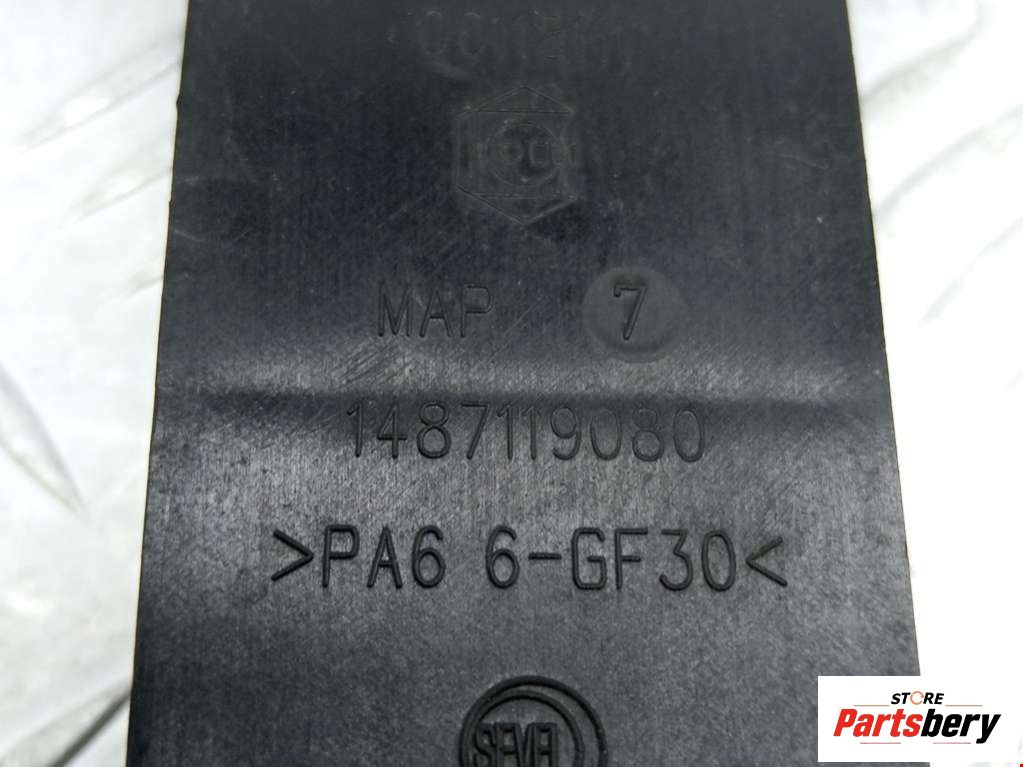 MAP 7
1487119080
>PA6 6-GF30<
SEVEL
STORE
Partsbery